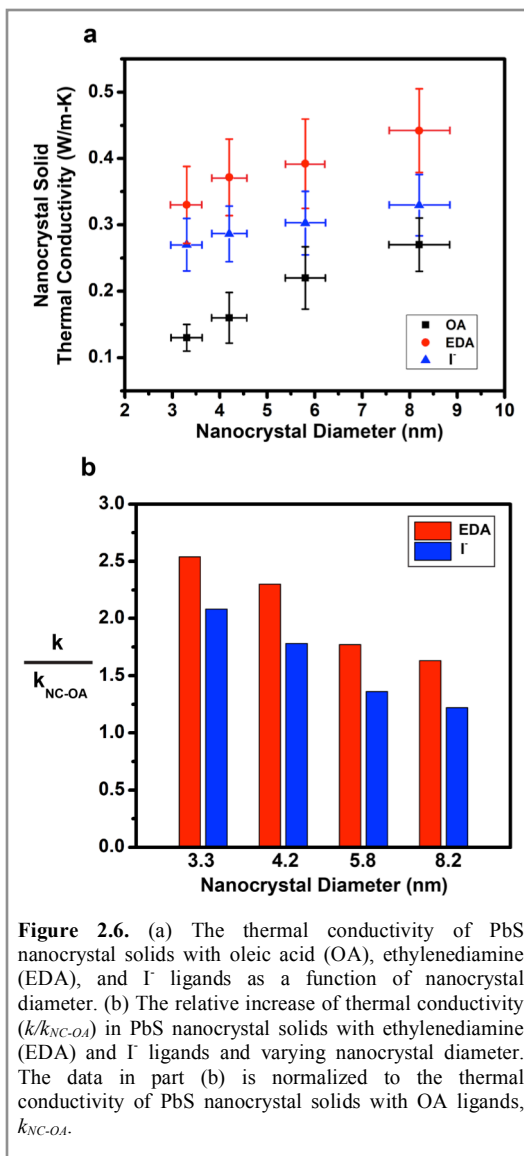 a
Nanocrystal Solid
Thermal Conductivity (W/m-K)
0.5
0.4
0.3
0.2
0.1
OA
EDA
I-
2 3 4 5 6 7 8 9 10
Nanocrystal Diameter (nm)
b
3.0
2.5
2.0
1.5
1.0
0.5
0.0
k
k NC-OA
EDA
I-
3.3 4.2 5.8 8.2
Nanocrystal Diameter (nm)
Figure 2.6. (a) The thermal conductivity of PbS
nanocrystal solids with oleic acid (OA), ethylenediamine
(EDA), and I- ligands as a function of nanocrystal
diameter. (b) The relative increase of thermal conductivity
(k/kNC-OA) in PbS nanocrystal solids with ethylenediamine
(EDA) and I- ligands and varying nanocrystal diameter.
The data in part (b) is normalized to the thermal
conductivity of PbS nanocrystal solids with OA ligands,
kNC-OA.